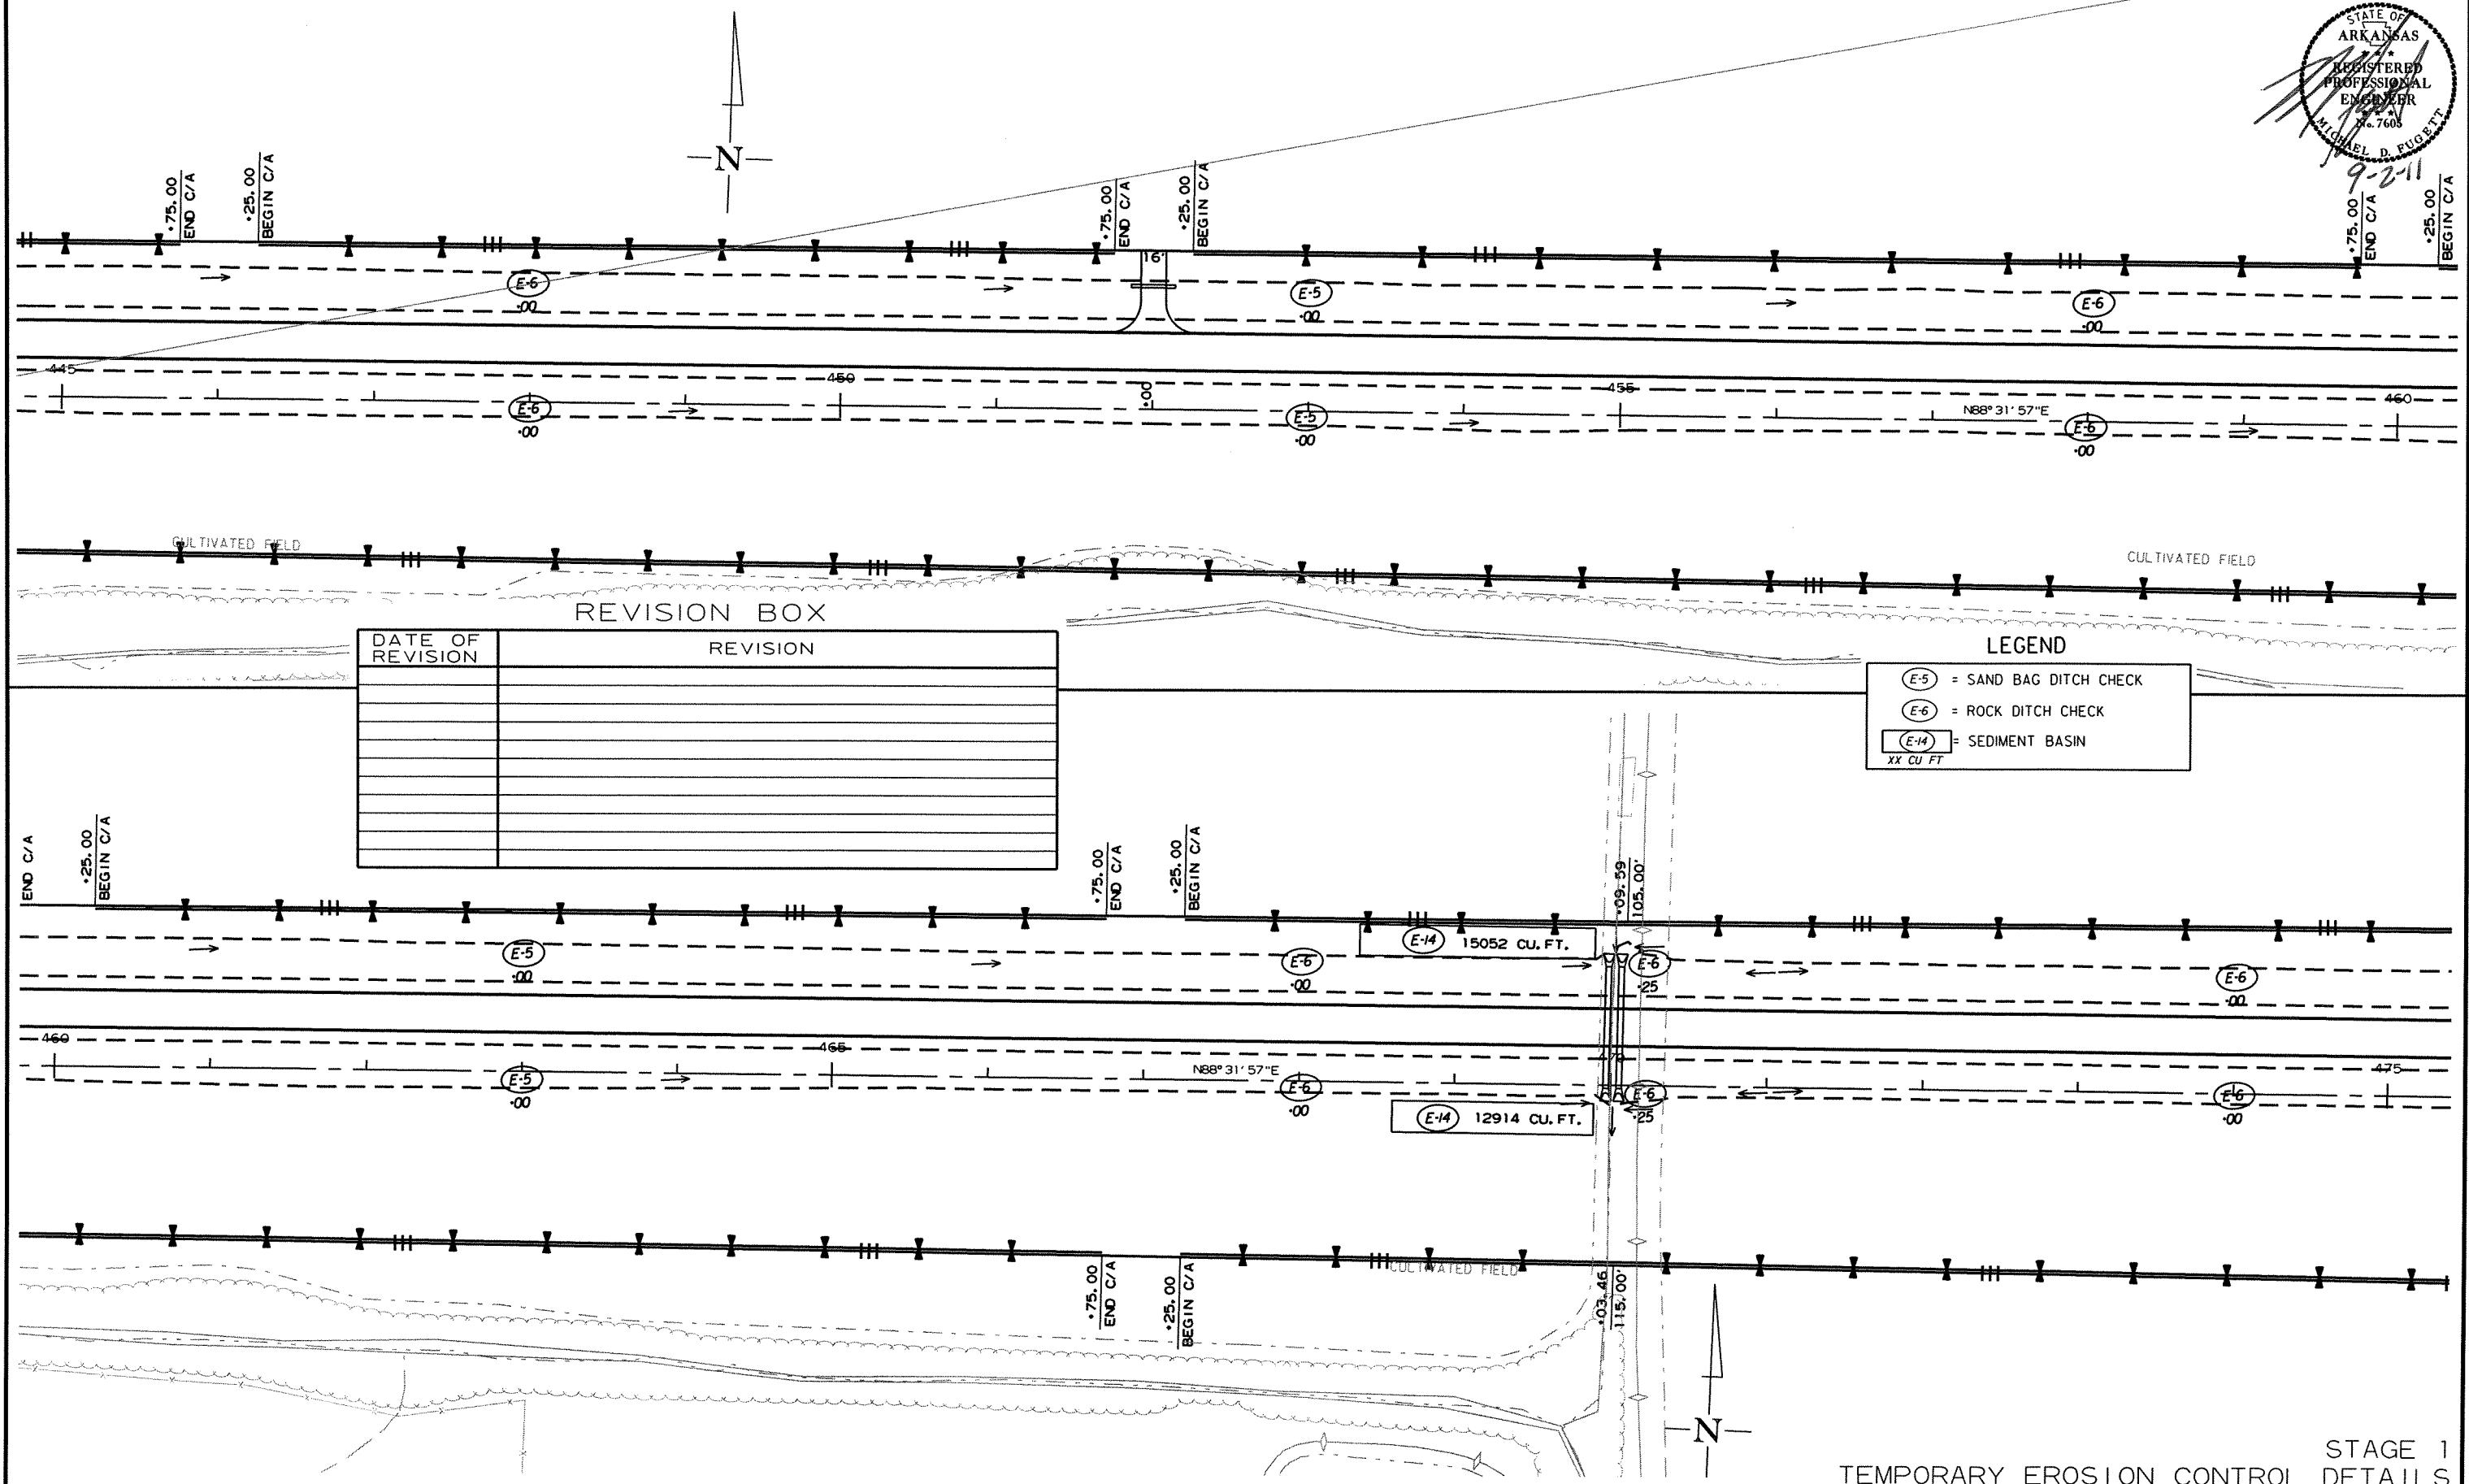 STATE OF
ARKANSAS
REGISTERED
PROFESSIONAL
ENGINEER
No. 7605
MICHAEL D. FUGETT
9-2-11
+75.00
END C/A
+25.00
BEGIN C/A
+75.00
END C/A
+25.00
BEGIN C/A
+75.00
END C/A
+25.00
BEGIN C/A
N
16'
E-6
+00
E-5
+00
E-6
+00
445
450
+00
455
460
N88°31'57"E
E-6
+00
E-5
+00
E-6
+00
CULTIVATED FIELD
CULTIVATED FIELD
REVISION BOX
DATE OF REVISION
REVISION
LEGEND
E-5 = SAND BAG DITCH CHECK
E-6 = ROCK DITCH CHECK
E-14 = SEDIMENT BASIN
XX CU FT
END C/A
+25.00
BEGIN C/A
+75.00
END C/A
+25.00
BEGIN C/A
+09.59
105.00'
E-14 15052 CU.FT.
E-5
+00
E-6
+00
E-6
+25
E-6
+00
460
465
475
N88°31'57"E
E-5
+00
E-6
+00
E-6
+25
E-6
+00
E-14 12914 CU.FT.
+75.00
END C/A
+25.00
BEGIN C/A
CULTIVATED FIELD
+03.46
115.00'
N
STAGE 1
TEMPORARY EROSION CONTROL DETAILS